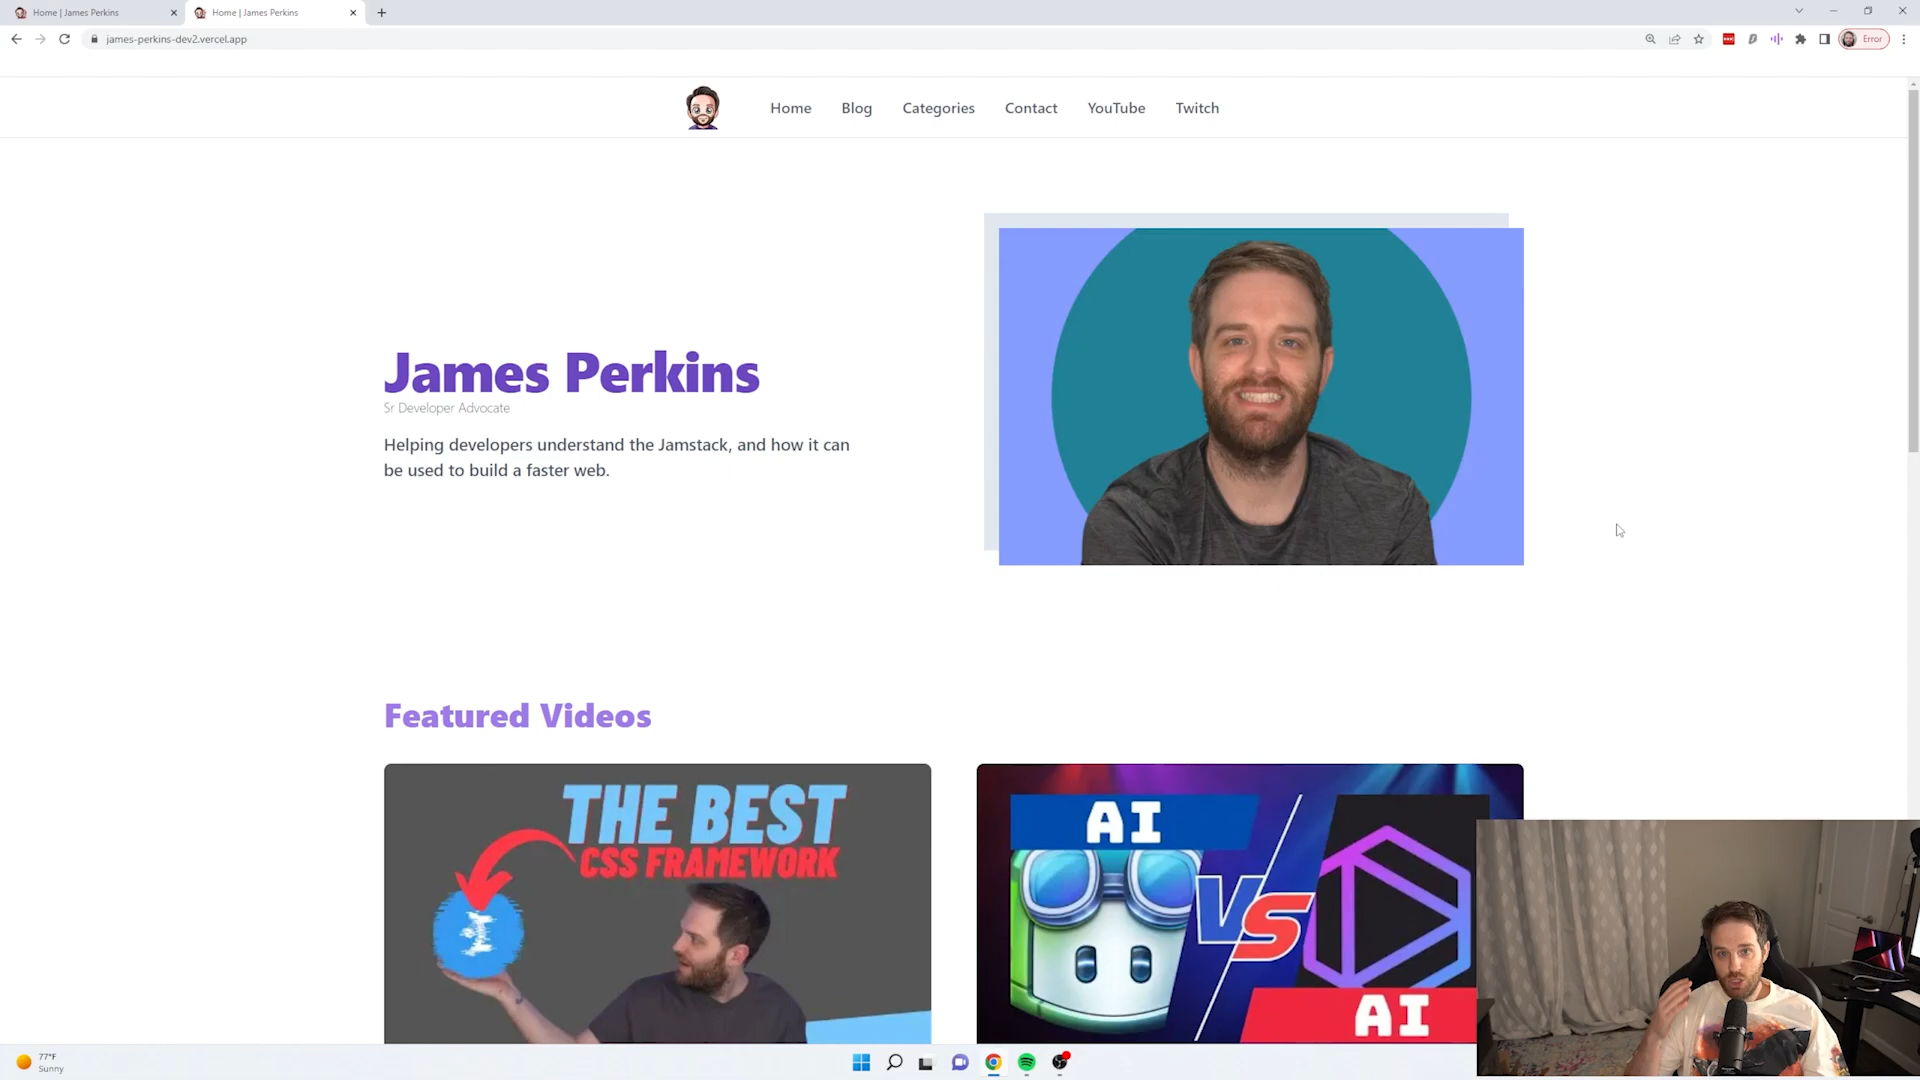 Home | James Perkins
Home | James Perkins
james-perkins-dev2.vercel.app
Error
Home
Blog
Categories
Contact
YouTube
Twitch
James Perkins
Sr Developer Advocate
Helping developers understand the Jamstack, and how it can
be used to build a faster web.
Featured Videos
THE BEST
CSS FRAMEWORK
AI
VS
AI
77°F
Sunny